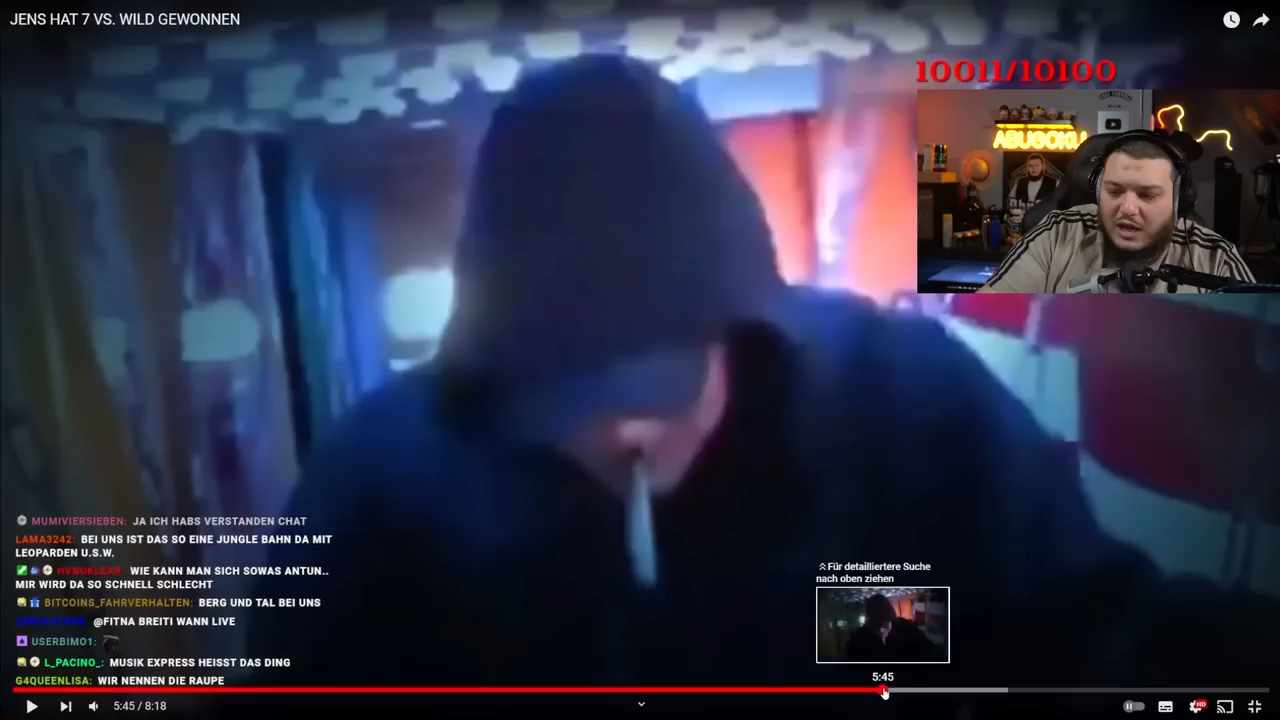 JENS HAT 7 VS. WILD GEWONNEN
10011/10100
ABUGOKU
MUMIVIERSIEBEN: JA ICH HABS VERSTANDEN CHAT
LAMA3242: BEI UNS IST DAS SO EINE JUNGLE BAHN DA MIT
LEOPARDEN U.S.W.
HVNUKLEAR: WIE KANN MAN SICH SOWAS ANTUN..
MIR WIRD DA SO SCHNELL SCHLECHT
BITCOINS_FAHRVERHALTEN: BERG UND TAL BEI UNS
@FITNA BREITI WANN LIVE
USERBIMO1:
L_PACINO_: MUSIK EXPRESS HEISST DAS DING
G4QUEENLISA: WIR NENNEN DIE RAUPE
Für detailliertere Suche
nach oben ziehen
5:45
5:45 / 8:18
HD